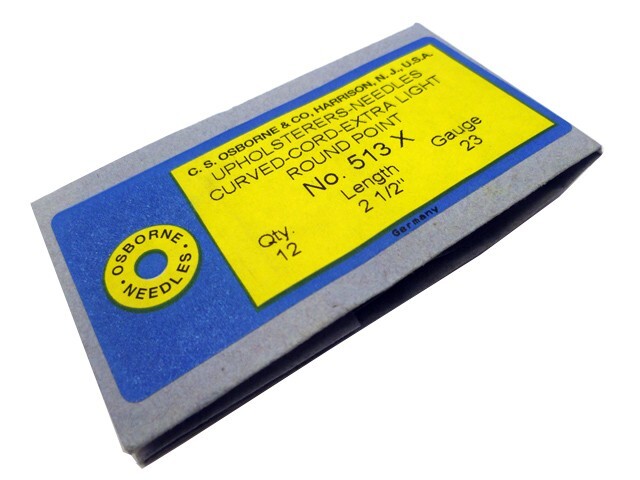 C. S. OSBORNE & CO, HARRISON, N. J., U.S.A.
UPHOLSTERERS-NEEDLES
CURVED-CORD-EXTRA LIGHT
ROUND POINT
No. 513 X
Qty. Length Gauge
12 2 1/2" 23
Germany
OSBORNE
• NEEDLES •